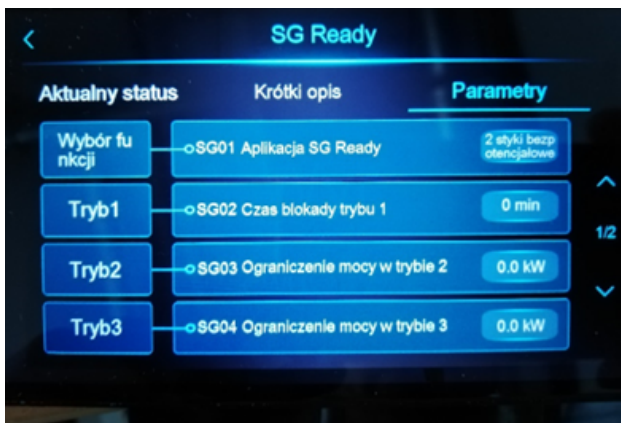 SG Ready
Aktualny status Krótki opis Parametry
Wybór fu
nkcji
SG01 Aplikacja SG Ready
2 styki bezp
otencjałowe
Tryb1
SG02 Czas blokady trybu 1
0 min
1/2
Tryb2
SG03 Ograniczenie mocy w trybie 2
0.0 kW
Tryb3
SG04 Ograniczenie mocy w trybie 3
0.0 kW